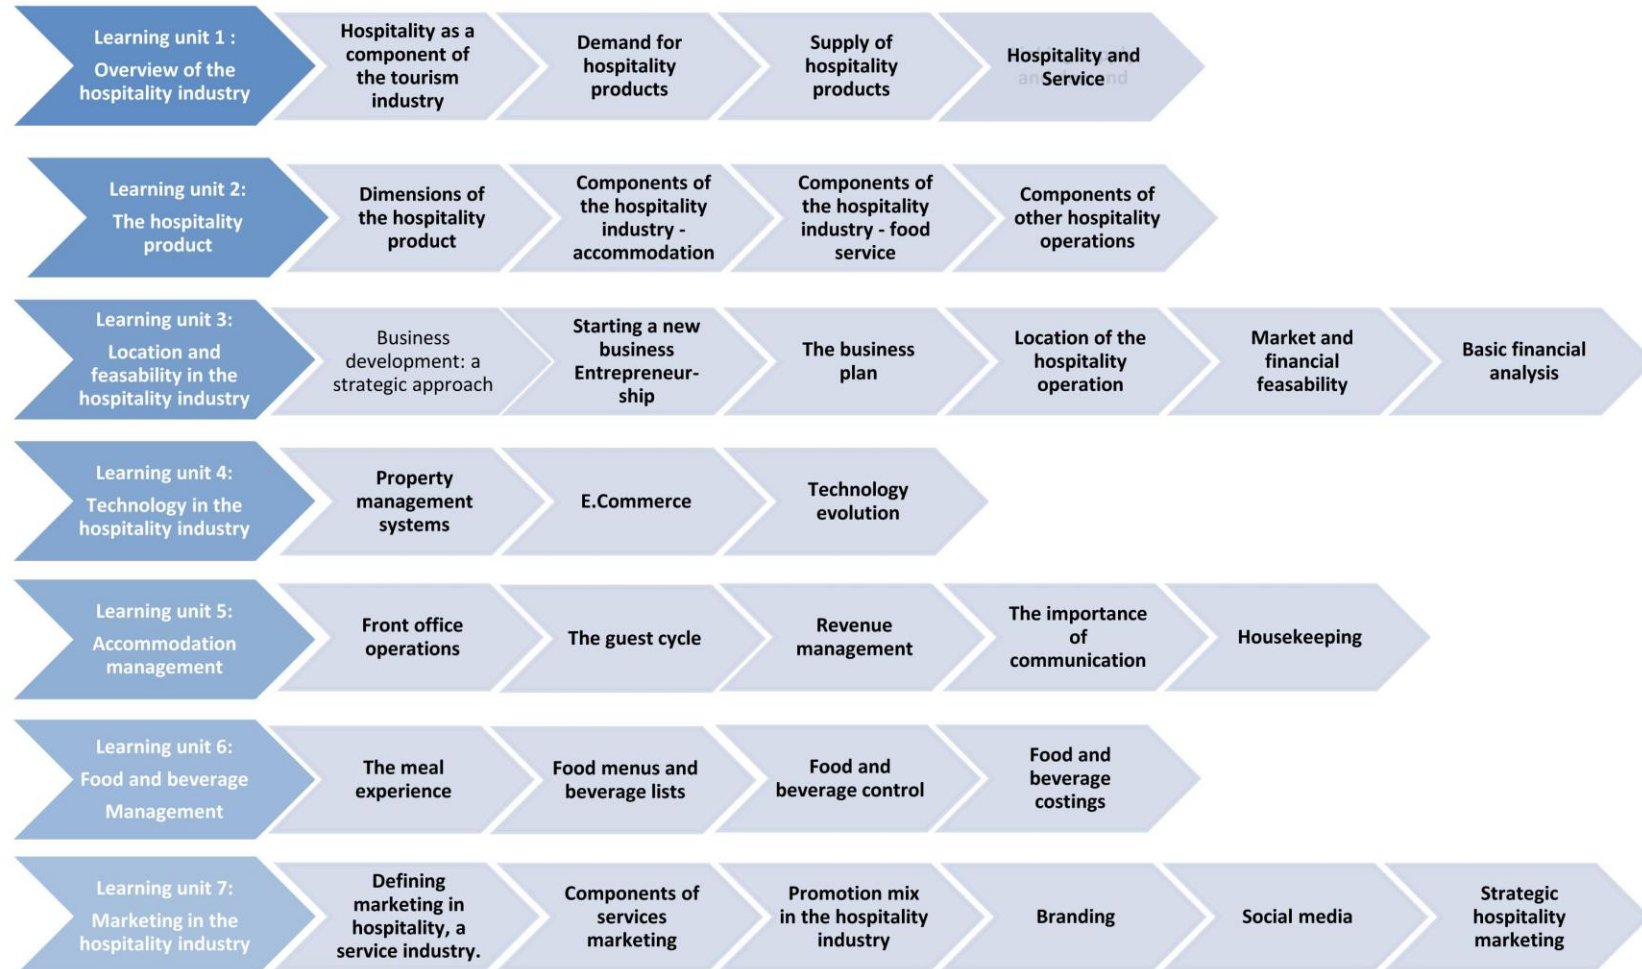 Learning unit 1 :
Overview of the
hospitality industry
Hospitality as a
component of
the tourism
industry
Demand for
hospitality
products
Supply of
hospitality
products
Hospitality and
Service
Learning unit 2:
The hospitality
product
Dimensions of
the hospitality
product
Components of
the hospitality
industry -
accommodation
Components of
the hospitality
industry - food
service
Components of
other hospitality
operations
Learning unit 3:
Location and
feasability in the
hospitality industry
Business
development: a
strategic approach
Starting a new
business
Entrepreneur-
ship
The business
plan
Location of the
hospitality
operation
Market and
financial
feasability
Basic financial
analysis
Learning unit 4:
Technology in the
hospitality industry
Property
management
systems
E.Commerce
Technology
evolution
Learning unit 5:
Accommodation
management
Front office
operations
The guest cycle
Revenue
management
The importance
of
communication
Housekeeping
Learning unit 6:
Food and beverage
Management
The meal
experience
Food menus and
beverage lists
Food and
beverage control
Food and
beverage
costings
Learning unit 7:
Marketing in the
hospitality industry
Defining
marketing in
hospitality, a
service industry.
Components of
services
marketing
Promotion mix
in the hospitality
industry
Branding
Social media
Strategic
hospitality
marketing